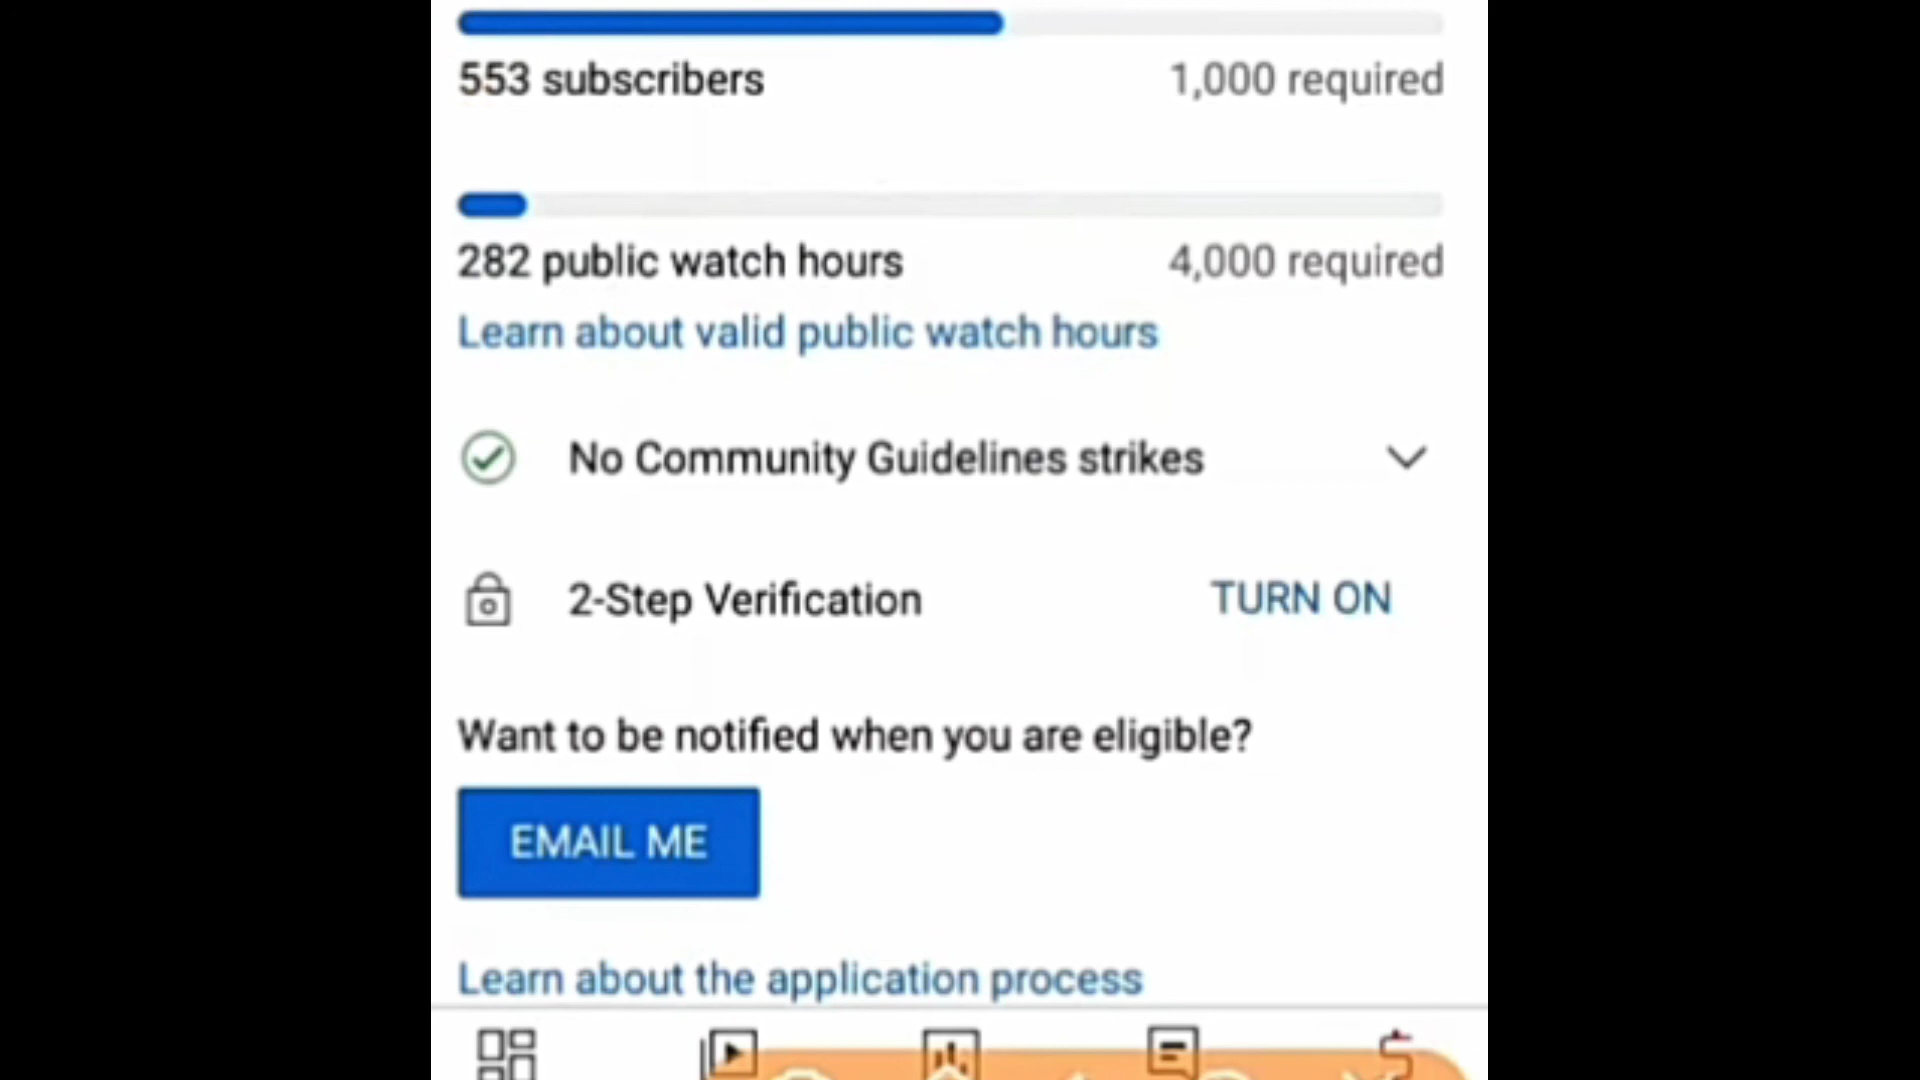 553 subscribers 1,000 required
282 public watch hours 4,000 required
Learn about valid public watch hours
No Community Guidelines strikes
2-Step Verification TURN ON
Want to be notified when you are eligible?
EMAIL ME
Learn about the application process